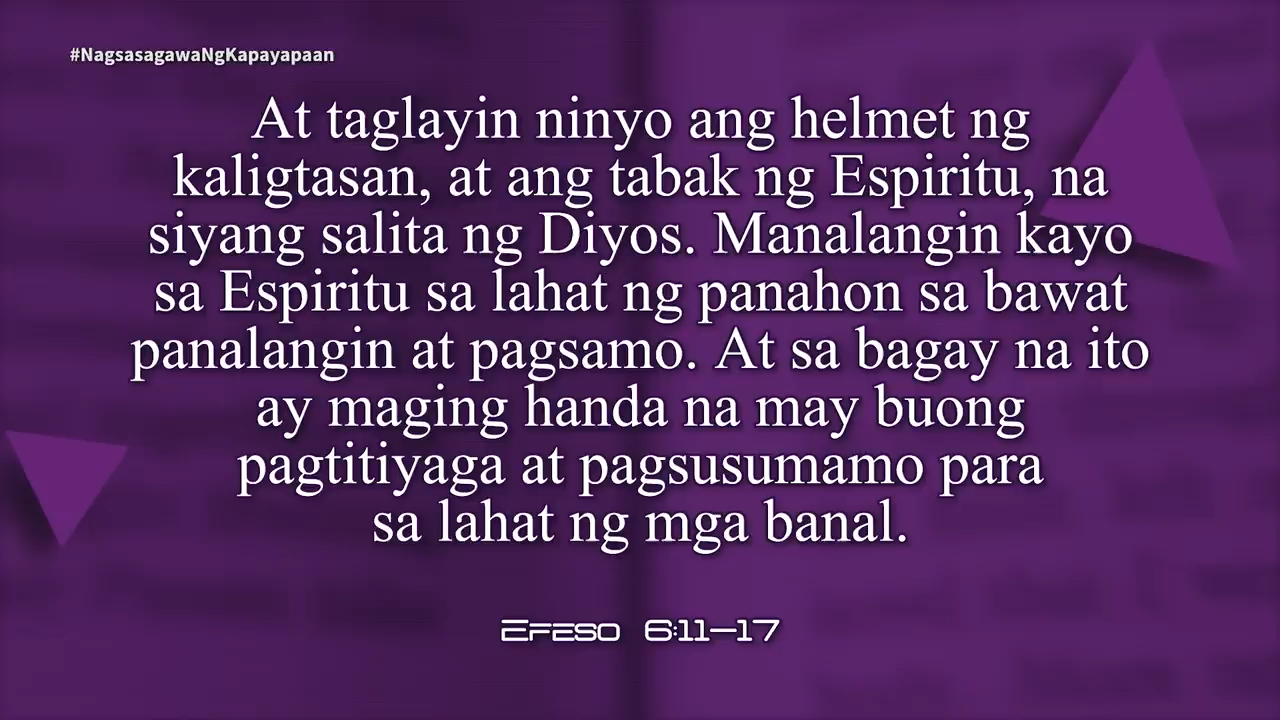 #NagsasagawaNgKapayapaan
At taglayin ninyo ang helmet ng
kaligtasan, at ang tabak ng Espiritu, na
siyang salita ng Diyos. Manalangin kayo
sa Espiritu sa lahat ng panahon sa bawat
panalangin at pagsamo. At sa bagay na ito
ay maging handa na may buong
pagtitiyaga at pagsusumamo para
sa lahat ng mga banal.
Efeso 6:11–17